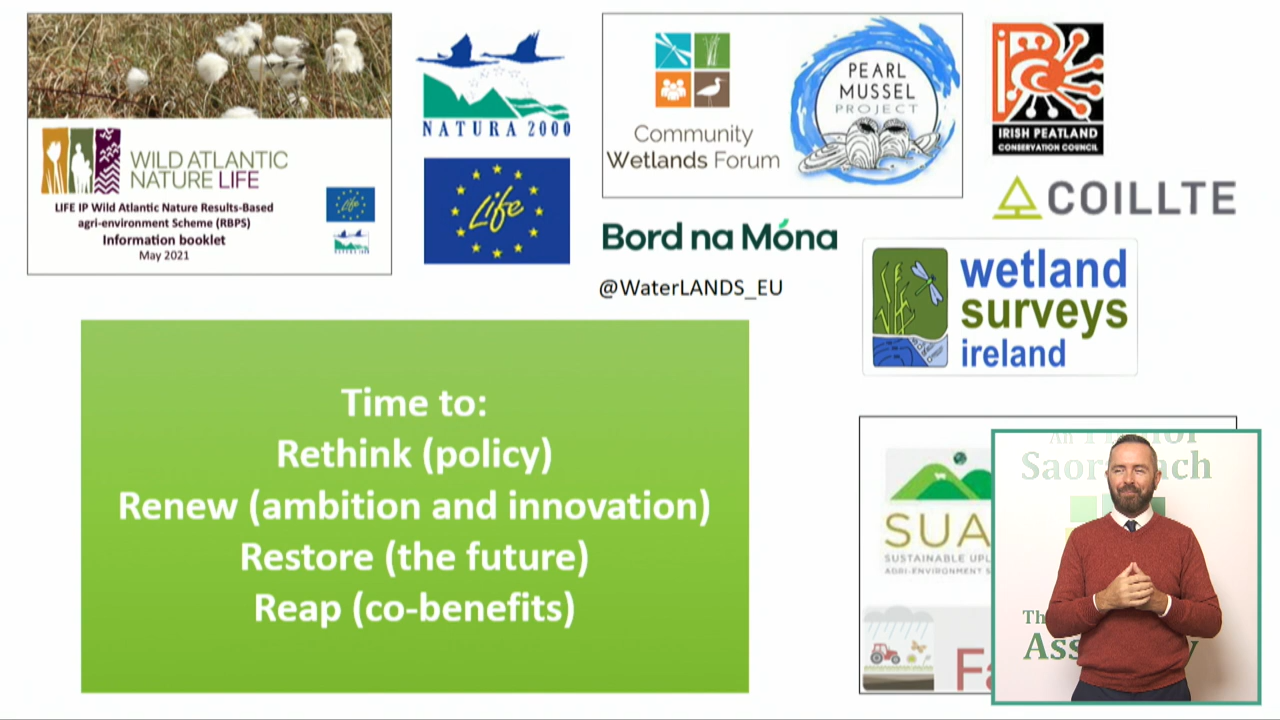 WILD ATLANTIC
NATURE LIFE
LIFE IP Wild Atlantic Nature Results-Based
agri-environment Scheme (RBPS)
Information booklet
May 2021
Life
NATURA 2000
Life
Community
Wetlands Forum
PEARL
MUSSEL
PROJECT
IRISH PEATLAND
CONSERVATION COUNCIL
COILLTE
Bord na Móna
@WaterLANDS_EU
wetland
surveys
ireland
Time to:
Rethink (policy)
Renew (ambition and innovation)
Restore (the future)
Reap (co-benefits)
SUA
SUSTAINABLE UPL
AGRI-ENVIRONMENT S
Fa